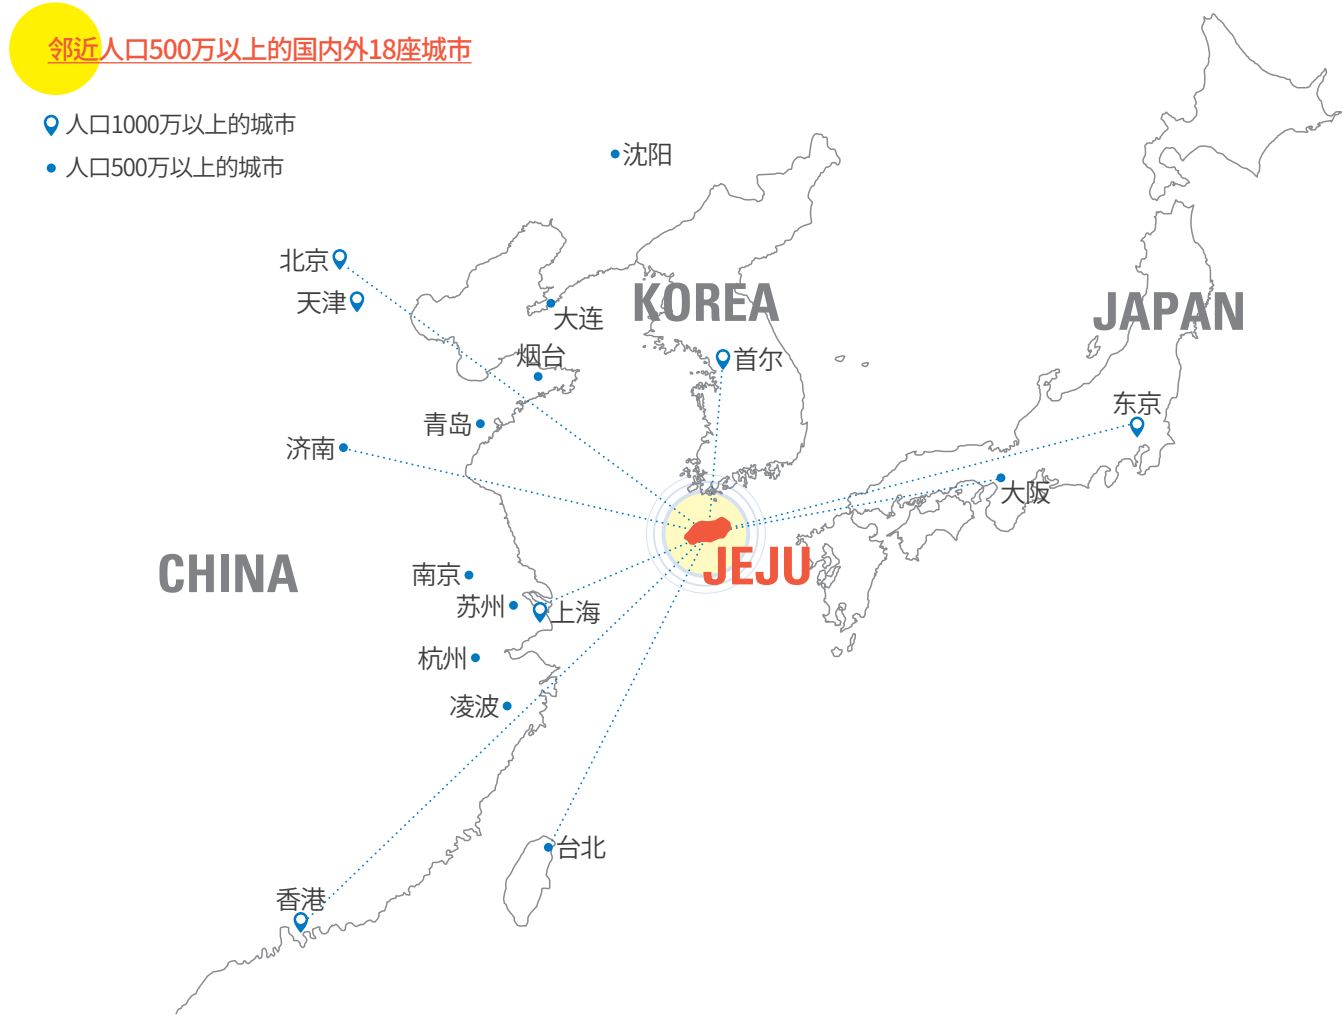 邻近人口500万以上的国内外18座城市
人口1000万以上的城市
人口500万以上的城市
沈阳
北京
天津
大连
KOREA
JAPAN
烟台
首尔
东京
青岛
济南
大阪
CHINA
JEJU
南京
苏州
上海
杭州
凌波
台北
香港